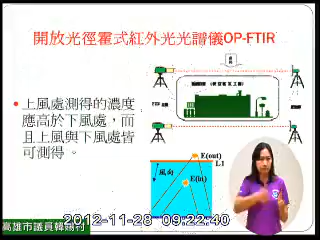 開放光徑霍式紅外光光譜儀OP-FTIR
• 上風處測得的濃度
應高於下風處，而
且上風與下風處皆
可測得。
E(out)
L1
風向
E(in)
高雄市議員韓賜村
2012-11-28 09:22:40